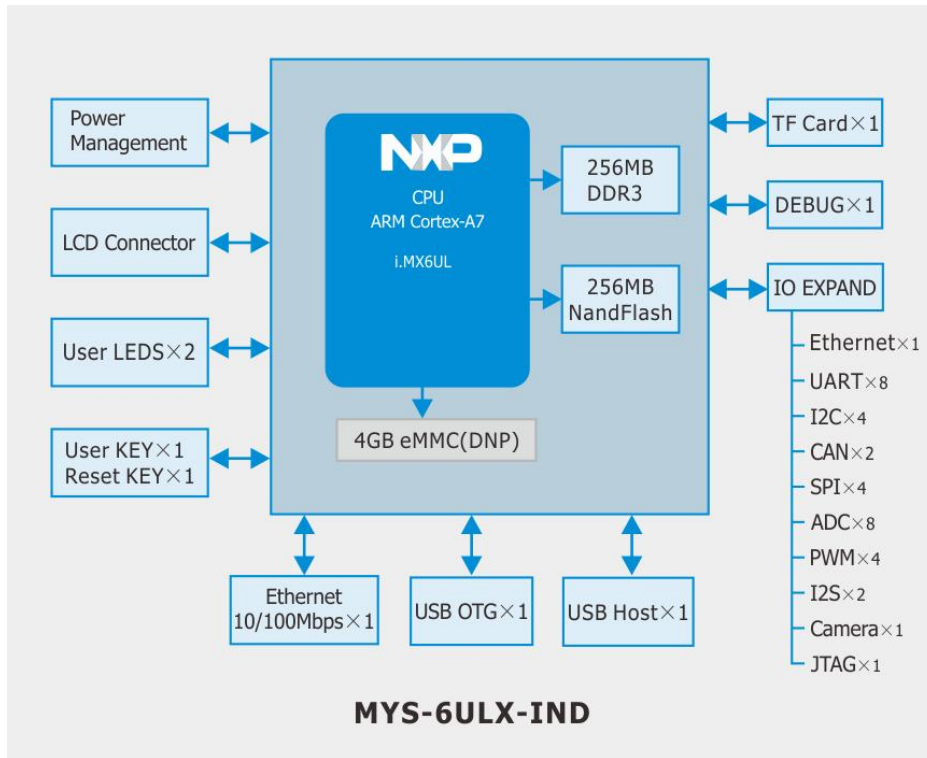 Power
Management
LCD Connector
User LEDS×2
User KEY×1
Reset KEY×1
NXP
CPU
ARM Cortex-A7
i.MX6UL
256MB
DDR3
256MB
NandFlash
4GB eMMC(DNP)
TF Card×1
DEBUG×1
IO EXPAND
Ethernet×1
UART×8
I2C×4
CAN×2
SPI×4
ADC×8
PWM×4
I2S×2
Camera×1
JTAG×1
Ethernet
10/100Mbps×1
USB OTG×1
USB Host×1
MYS-6ULX-IND